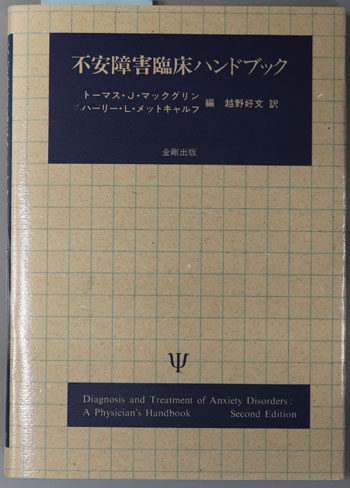 不安障害臨床ハンドブック
トーマス・J・マックグリン
ハーリー・L・メットキャルフ 編 越野好文 訳
金剛出版
Ψ
Diagnosis and Treatment of Anxiety Disorders:
A Physician's Handbook Second Edition